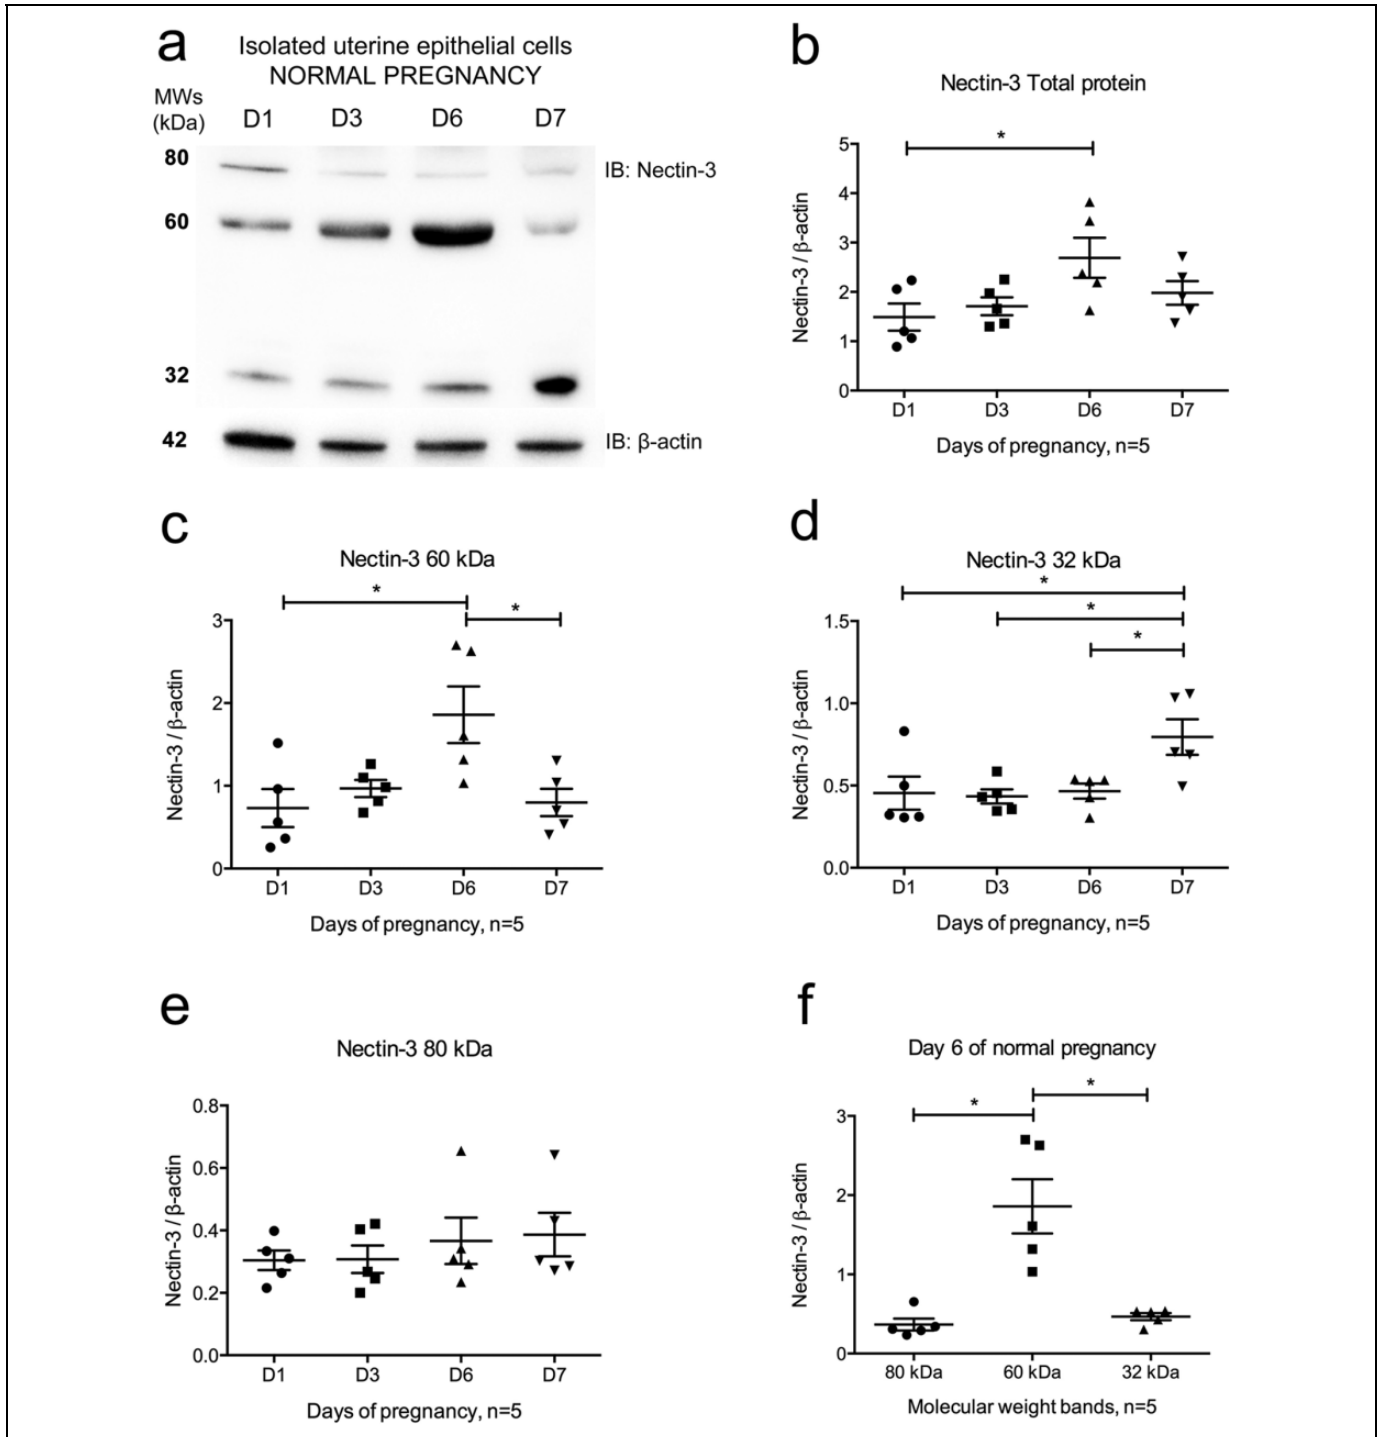 a
Isolated uterine epithelial cells
NORMAL PREGNANCY
MWs
(kDa)
D1 D3 D6 D7
80
IB: Nectin-3
60
32
42
IB: β-actin
b
Nectin-3 Total protein
*
Nectin-3 / β-actin
5
4
3
2
1
0
D1 D3 D6 D7
Days of pregnancy, n=5
c
Nectin-3 60 kDa
*
*
Nectin-3 / β-actin
3
2
1
0
D1 D3 D6 D7
Days of pregnancy, n=5
d
Nectin-3 32 kDa
*
*
*
Nectin-3 / β-actin
1.5
1.0
0.5
0.0
D1 D3 D6 D7
Days of pregnancy, n=5
e
Nectin-3 80 kDa
Nectin-3 / β-actin
0.8
0.6
0.4
0.2
0.0
D1 D3 D6 D7
Days of pregnancy, n=5
f
Day 6 of normal pregnancy
*
*
Nectin-3 / β-actin
3
2
1
0
80 kDa 60 kDa 32 kDa
Molecular weight bands, n=5